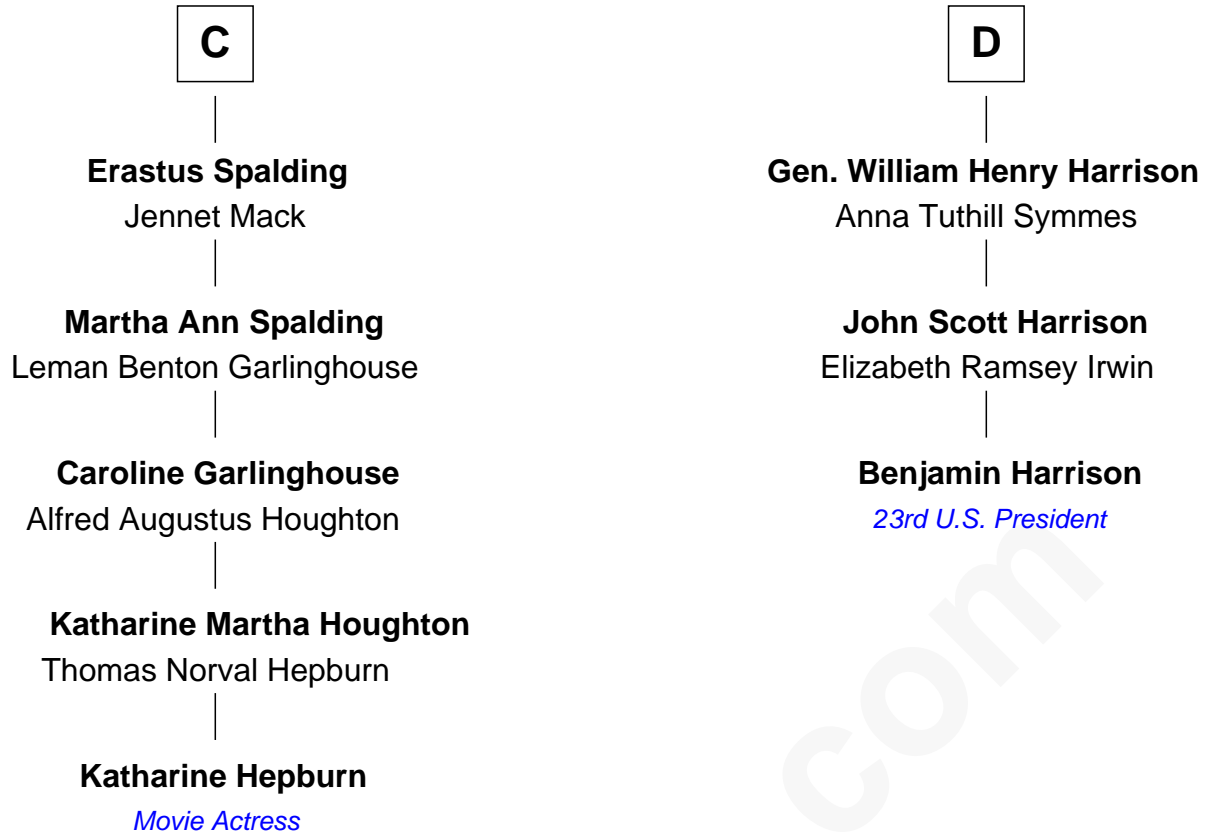 C
Erastus Spalding
Jennet Mack
Martha Ann Spalding
Leman Benton Garlinghouse
Caroline Garlinghouse
Alfred Augustus Houghton
Katharine Martha Houghton
Thomas Norval Hepburn
Katharine Hepburn
Movie Actress
D
Gen. William Henry Harrison
Anna Tuthill Symmes
John Scott Harrison
Elizabeth Ramsey Irwin
Benjamin Harrison
23rd U.S. President
com